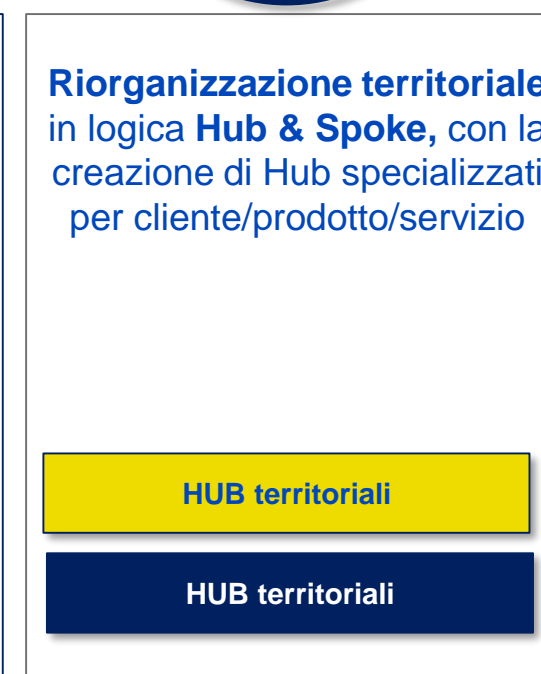 Riorganizzazione territoriale
in logica Hub & Spoke, con la
creazione di Hub specializzati
per cliente/prodotto/servizio
HUB territoriali
HUB territoriali